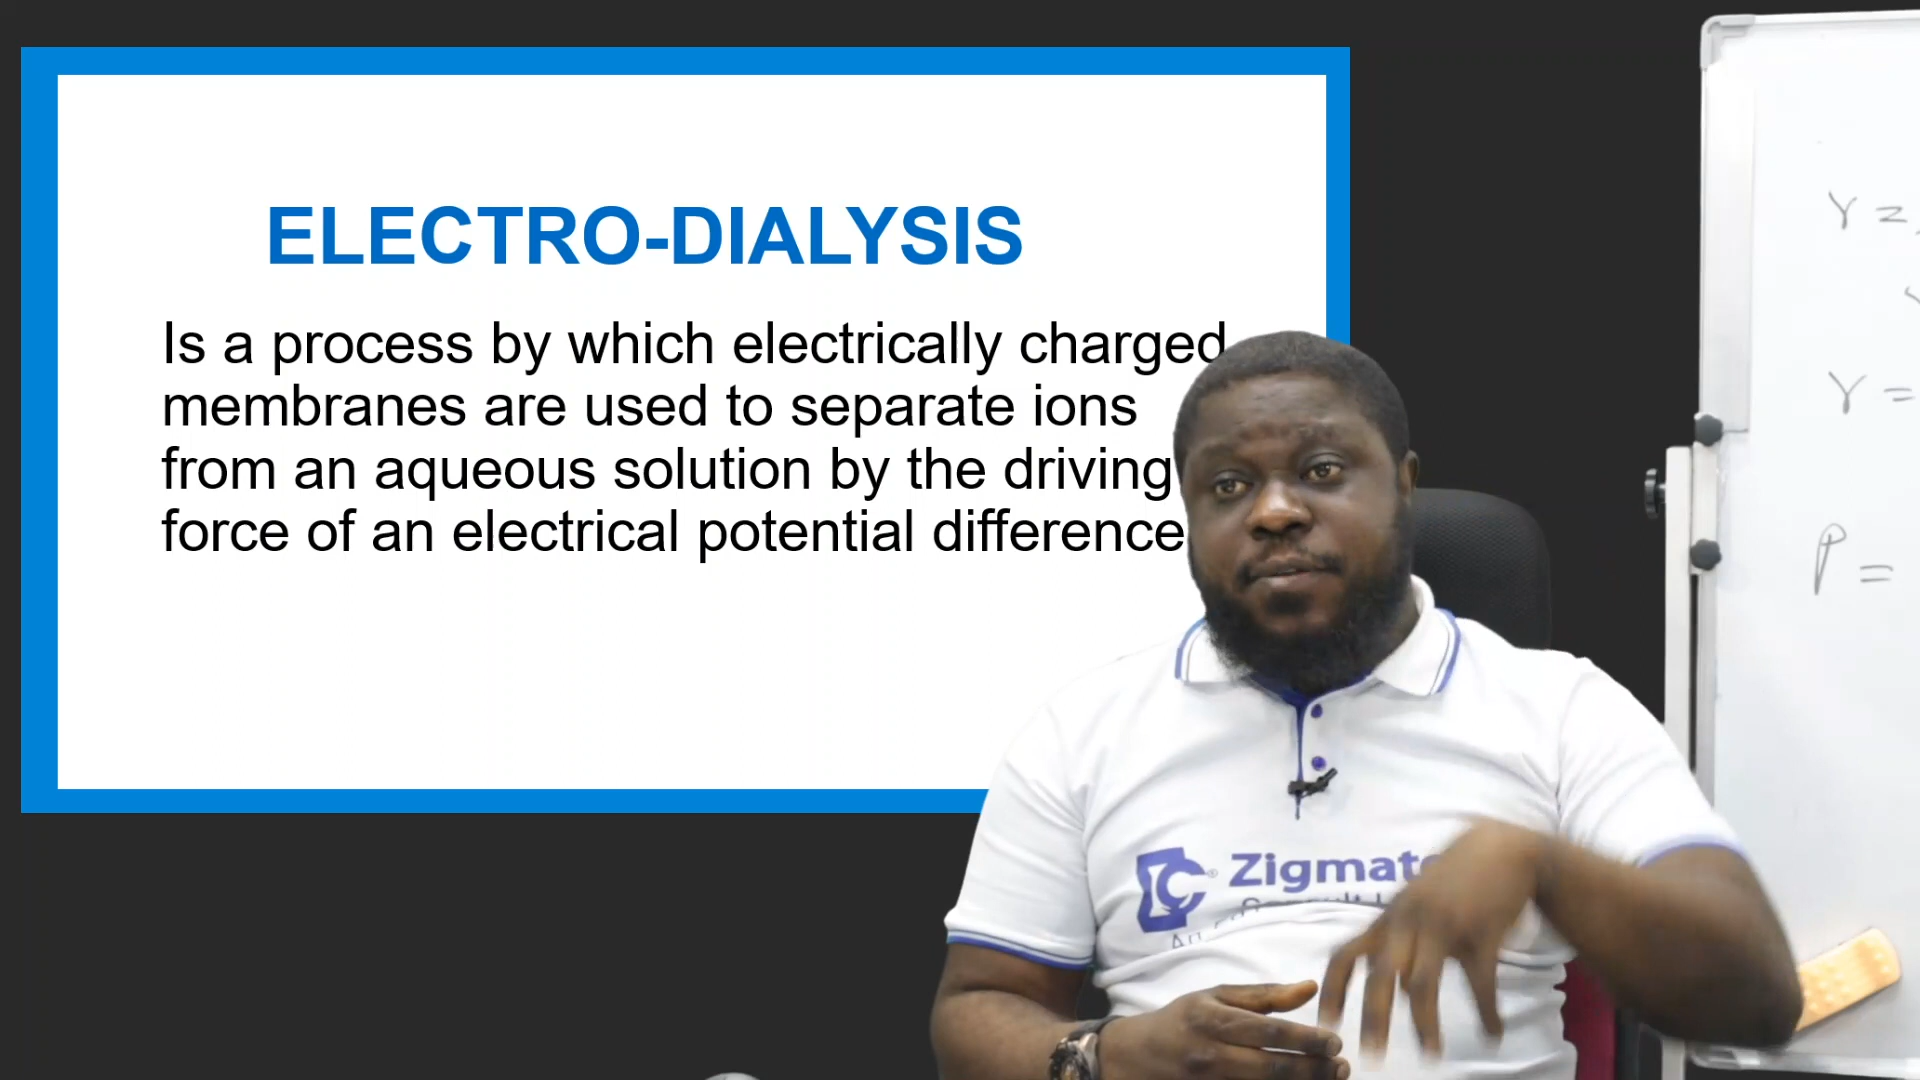 ELECTRO-DIALYSIS
Is a process by which electrically charged
membranes are used to separate ions
from an aqueous solution by the driving
force of an electrical potential difference
Y =
Y =
P =